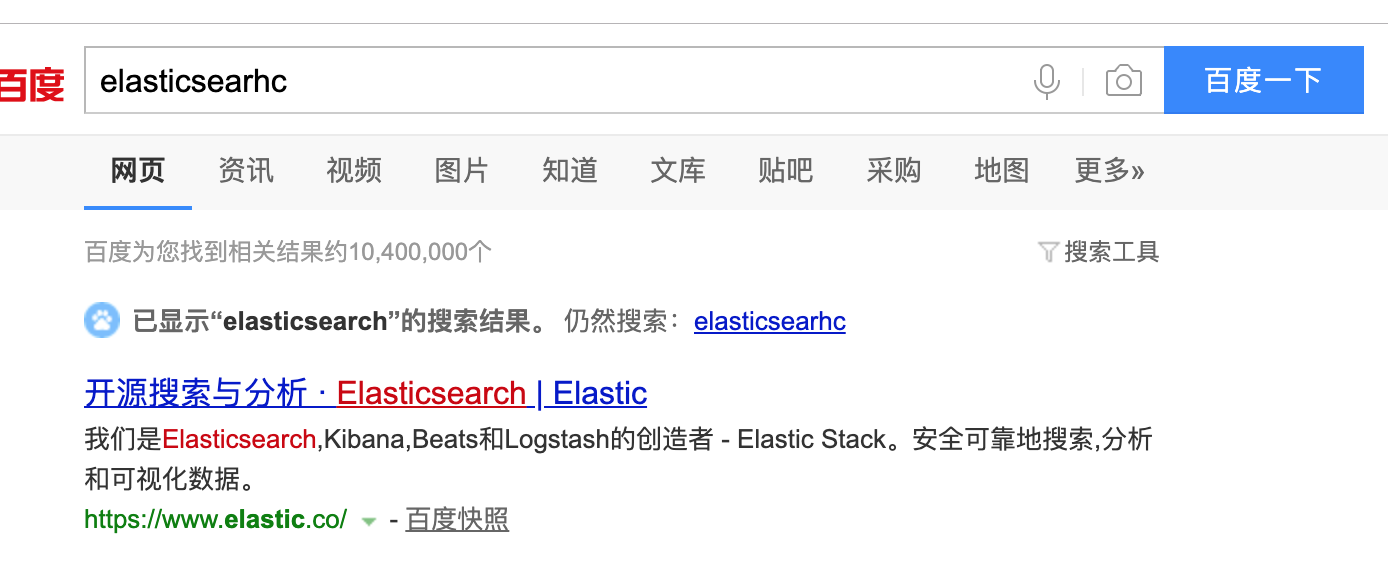 百度 elasticsearhc 百度一下
网页 资讯 视频 图片 知道 文库 贴吧 采购 地图 更多»
百度为您找到相关结果约10,400,000个 搜索工具
已显示“elasticsearch”的搜索结果。 仍然搜索： elasticsearhc
开源搜索与分析 · Elasticsearch | Elastic
我们是Elasticsearch,Kibana,Beats和Logstash的创造者 - Elastic Stack。安全可靠地搜索,分析
和可视化数据。
https://www.elastic.co/ - 百度快照